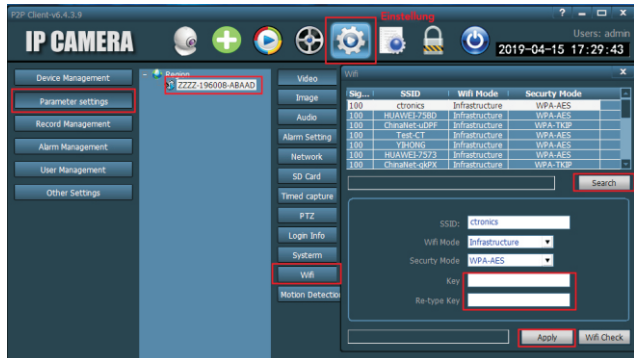 P2P Client-v6.4.3.9
Einstellung
IP CAMERA
Users: admin
2019-04-15 17:29:43
Device Management
Parameter settings
Record Management
Alarm Management
User Management
Other Settings
Region
ZZZZ-196008-ABAAD
Video
Image
Audio
Alarm Setting
Network
SD Card
Timed capture
PTZ
Login Info
Systerm
Wifi
Motion Detectio
Wifi
Sig... SSID Wifi Mode Securty Mode
100 ctronics Infrastructure WPA-AES
100 HUAWEI-75BD Infrastructure WPA-AES
100 ChinaNet-uDPF Infrastructure WPA-TKIP
100 Test-CT Infrastructure WPA-AES
100 YIHONG Infrastructure WPA-AES
100 HUAWEI-7573 Infrastructure WPA-AES
100 ChinaNet-qkPX Infrastructure WPA-TKIP
Search
SSID: ctronics
Wifi Mode Infrastructure
Securty Mode WPA-AES
Key
Re-type Key
Apply
Wifi Check